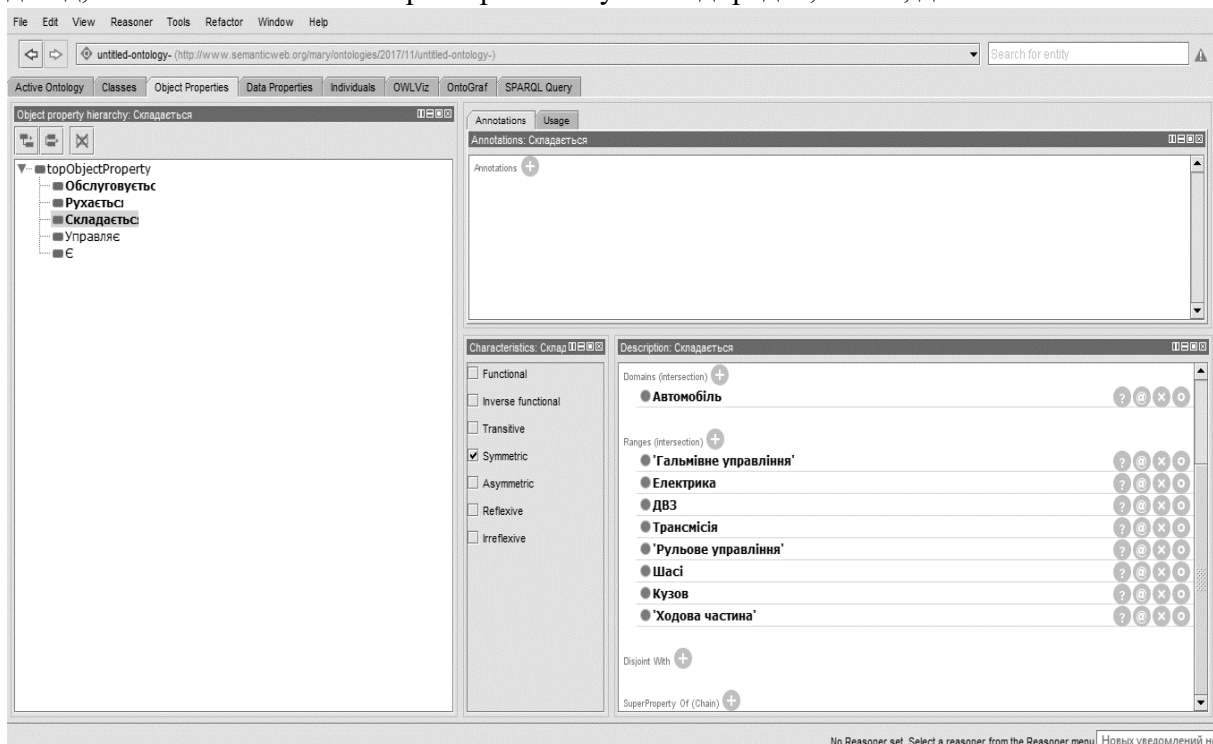 File Edit View Reasoner Tools Refactor Window Help
untitled-ontology- (http://www.semanticweb.org/mary/ontologies/2017/11/untitled-ontology-)
Search for entity
Active Ontology Classes Object Properties Data Properties Individuals OWLViz OntoGraf SPARQL Query
Object property hierarchy: Складається
topObjectProperty
Обслуговуєтьс
Рухаєтьс
Складаєтьс
Управляє
Є
Annotations Usage
Annotations: Складається
Annotations
Characteristics: Склад
Functional
Inverse functional
Transitive
Symmetric
Asymmetric
Reflexive
Irreflexive
Description: Складається
Domains (intersection)
Автомобіль
Ranges (intersection)
'Гальмівне управління'
Електрика
ДВЗ
Трансмісія
'Рульове управління'
Шасі
Кузов
'Ходова частина'
Disjoint With
SuperProperty Of (Chain)
No Reasoner set. Select a reasoner from the Reasoner menu
Новых уведомлений